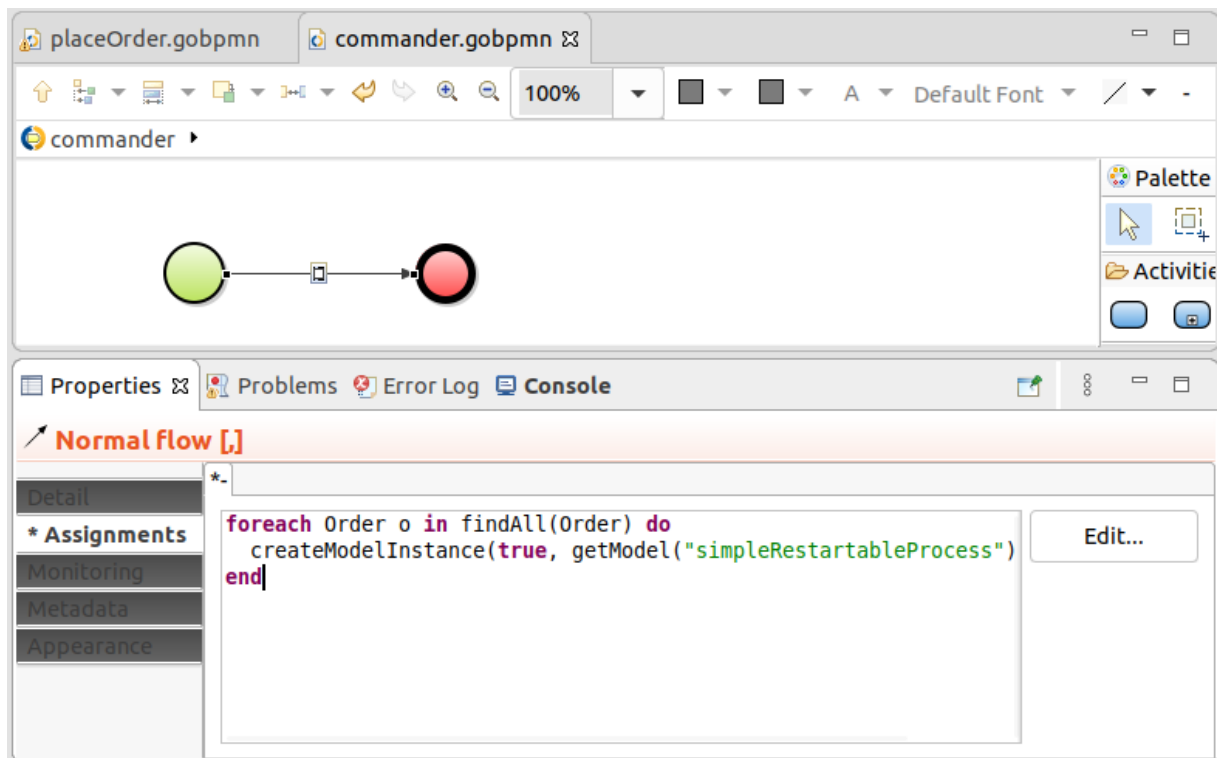 placeOrder.gobpmn commander.gobpmn
100% A Default Font
commander
Palette
Activitie
Properties Problems Error Log Console
Normal flow [,]
*-
Detail
* Assignments
Monitoring
Metadata
Appearance
foreach Order o in findAll(Order) do
createModelInstance(true, getModel("simpleRestartableProcess")
end
Edit...